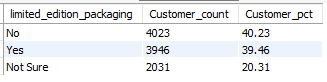 limited_edition_packaging Customer_count Customer_pct
No 4023 40.23
Yes 3946 39.46
Not Sure 2031 20.31